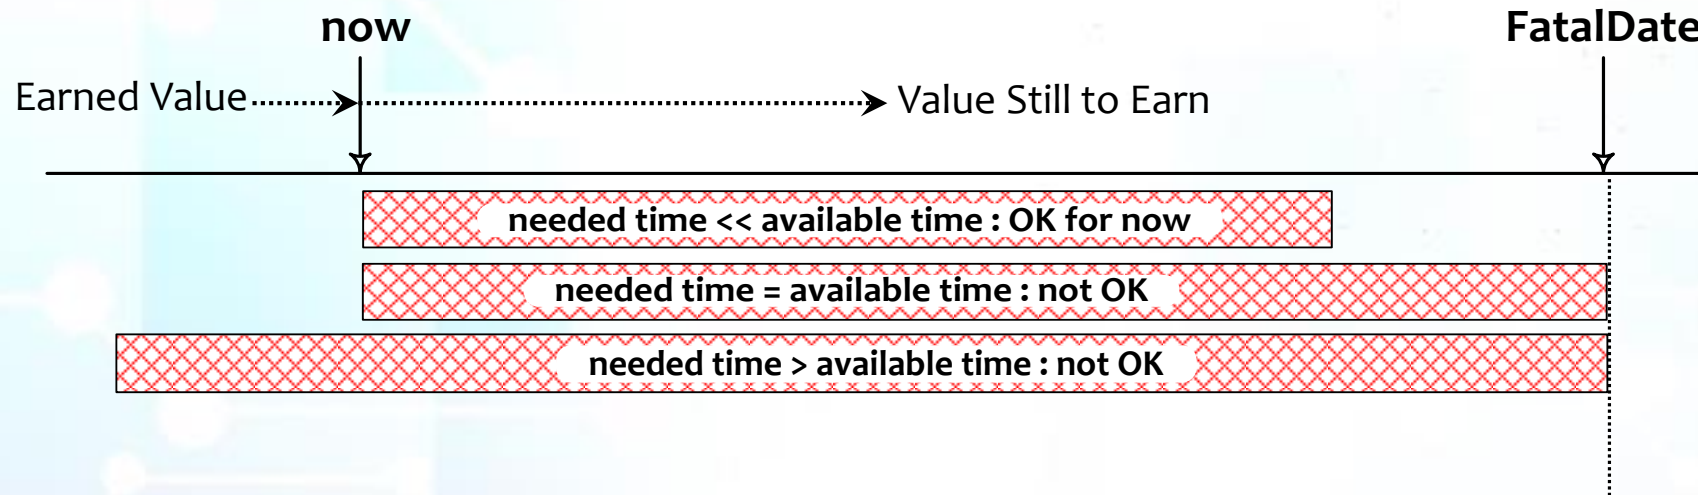 now
FatalDate
Earned Value
Value Still to Earn
needed time << available time : OK for now
needed time = available time : not OK
needed time > available time : not OK